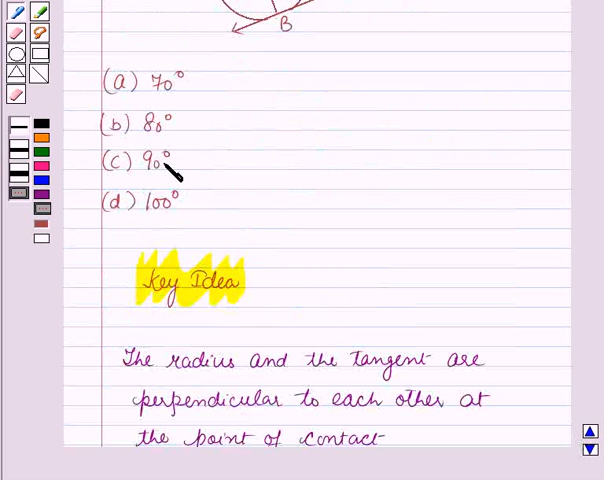 B
(a) 70°
(b) 80°
(c) 90°
(d) 100°
Key Idea
The radius and the tangent are
perpendicular to each other at
the point of contact